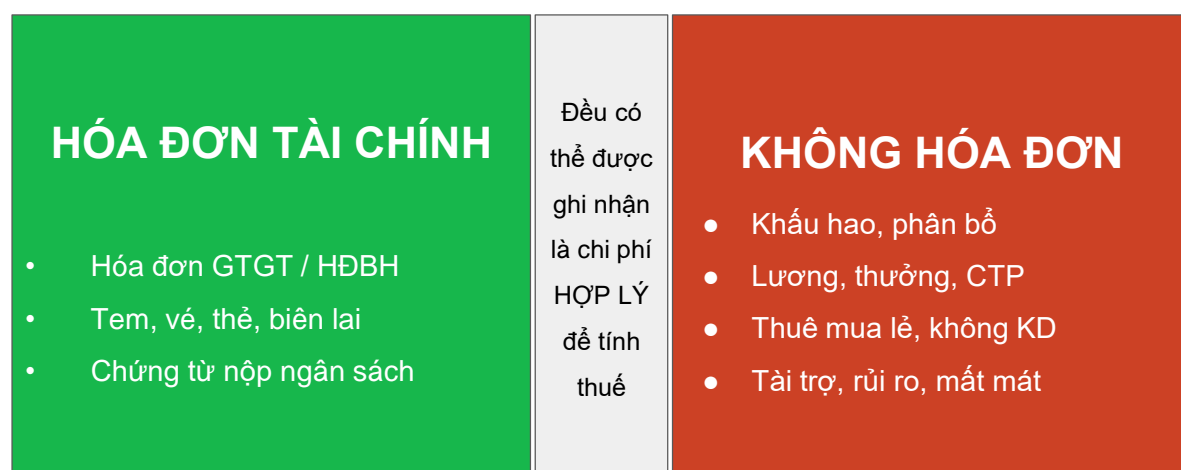 HÓA ĐƠN TÀI CHÍNH
• Hóa đơn GTGT / HĐBH
• Tem, vé, thẻ, biên lai
• Chứng từ nộp ngân sách
Đều có
thể được
ghi nhận
là chi phí
HỢP LÝ
để tính
thuế
KHÔNG HÓA ĐƠN
● Khấu hao, phân bổ
● Lương, thưởng, CTP
● Thuê mua lẻ, không KD
● Tài trợ, rủi ro, mất mát